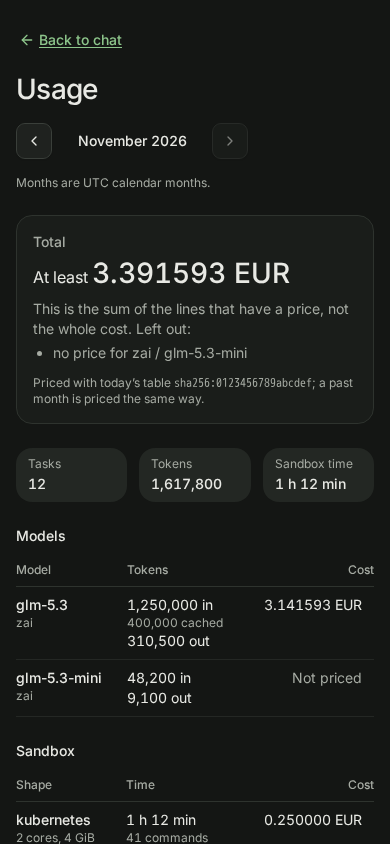 ← Back to chat
Usage
November 2026
Months are UTC calendar months.
Total
At least 3.391593 EUR
This is the sum of the lines that have a price, not
the whole cost. Left out:
• no price for zai / glm-5.3-mini
Priced with today's table sha256:0123456789abcdef; a past
month is priced the same way.
Tasks Tokens Sandbox time
12 1,617,800 1 h 12 min
Models
Model Tokens Cost
glm-5.3 1,250,000 in 3.141593 EUR
zai 400,000 cached
310,500 out
glm-5.3-mini 48,200 in Not priced
zai 9,100 out
Sandbox
Shape Time Cost
kubernetes 1 h 12 min 0.250000 EUR
2 cores, 4 GiB 41 commands